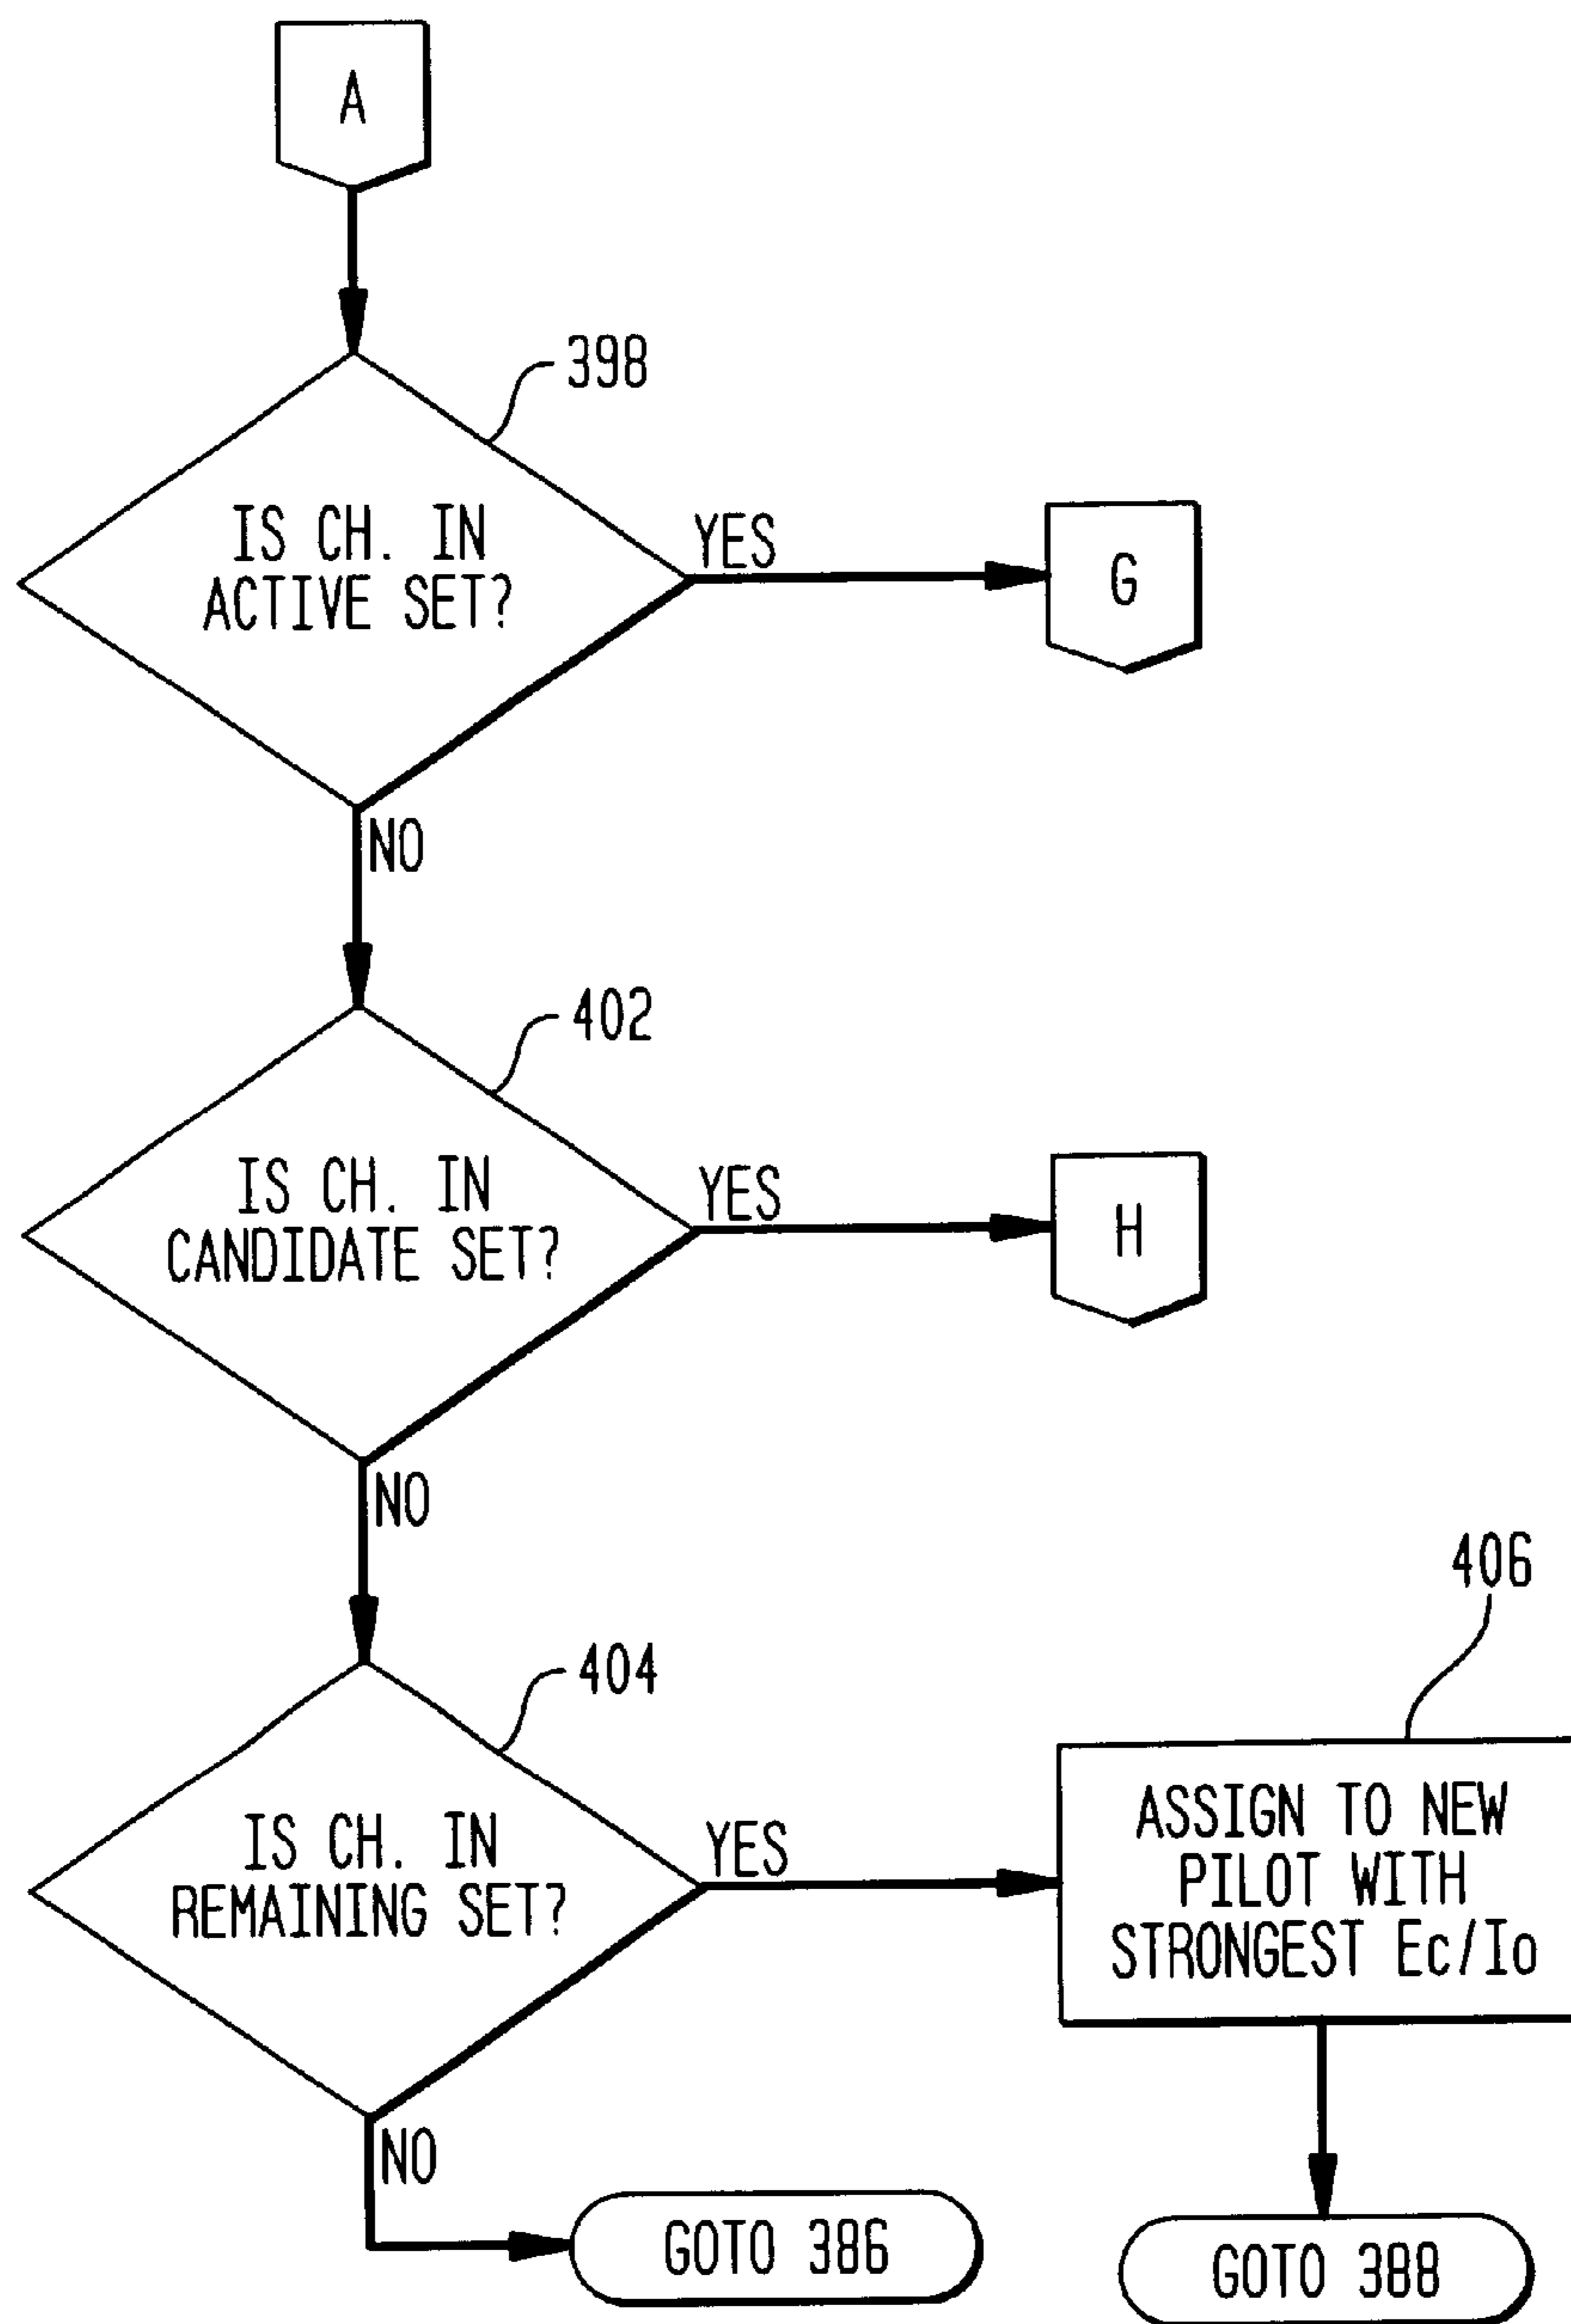 A
398
IS CH. IN
ACTIVE SET?
YES
G
NO
402
IS CH. IN
CANDIDATE SET?
YES
H
NO
404
IS CH. IN
REMAINING SET?
YES
406
ASSIGN TO NEW
PILOT WITH
STRONGEST Ec/Io
NO
GOTO 386
GOTO 388